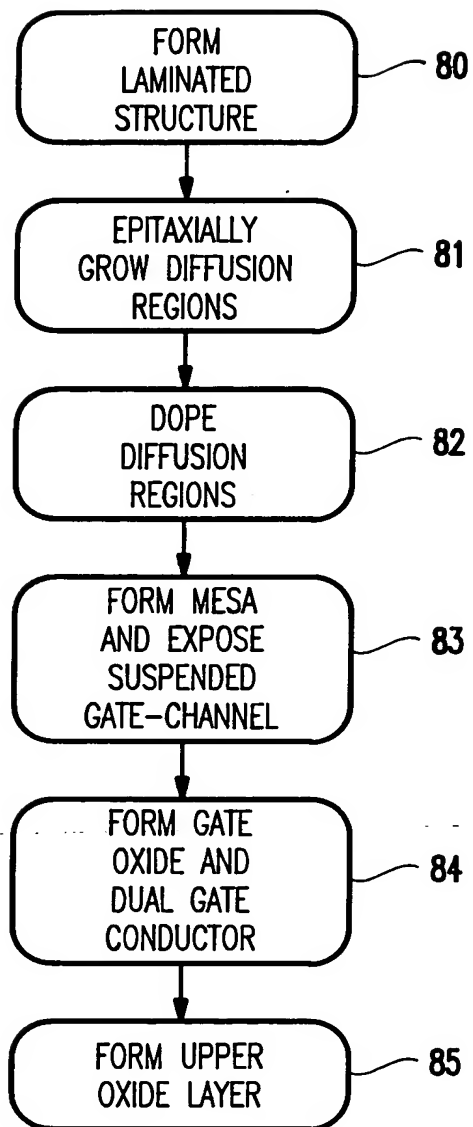 FORM
LAMINATED
STRUCTURE
80
EPITAXIALLY
GROW DIFFUSION
REGIONS
81
DOPE
DIFFUSION
REGIONS
82
FORM MESA
AND EXPOSE
SUSPENDED
GATE-CHANNEL
83
FORM GATE
OXIDE AND
DUAL GATE
CONDUCTOR
84
FORM UPPER
OXIDE LAYER
85